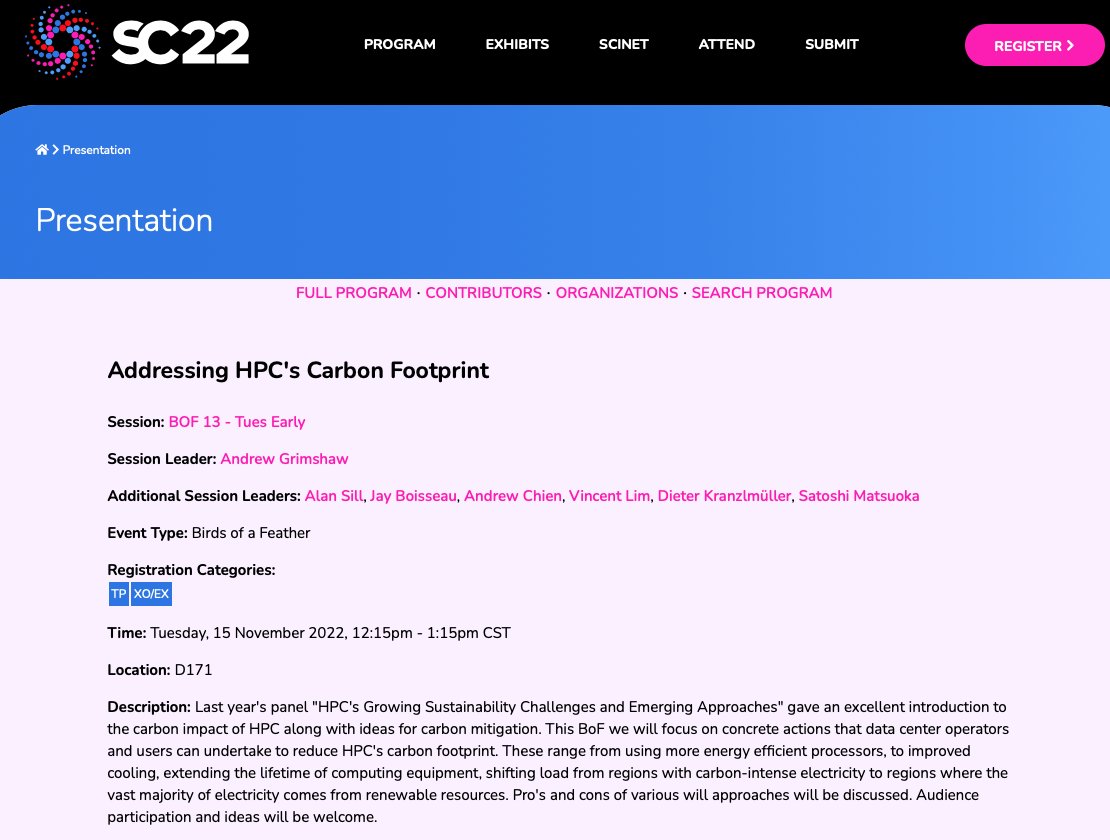 SC22
PROGRAM EXHIBITS SCINET ATTEND SUBMIT REGISTER
Presentation
Presentation
FULL PROGRAM · CONTRIBUTORS · ORGANIZATIONS · SEARCH PROGRAM
Addressing HPC's Carbon Footprint
Session: BOF 13 - Tues Early
Session Leader: Andrew Grimshaw
Additional Session Leaders: Alan Sill, Jay Boisseau, Andrew Chien, Vincent Lim, Dieter Kranzlmüller, Satoshi Matsuoka
Event Type: Birds of a Feather
Registration Categories:
TP XO/EX
Time: Tuesday, 15 November 2022, 12:15pm - 1:15pm CST
Location: D171
Description: Last year's panel "HPC's Growing Sustainability Challenges and Emerging Approaches" gave an excellent introduction to
the carbon impact of HPC along with ideas for carbon mitigation. This BoF we will focus on concrete actions that data center operators
and users can undertake to reduce HPC's carbon footprint. These range from using more energy efficient processors, to improved
cooling, extending the lifetime of computing equipment, shifting load from regions with carbon-intense electricity to regions where the
vast majority of electricity comes from renewable resources. Pro's and cons of various will approaches will be discussed. Audience
participation and ideas will be welcome.